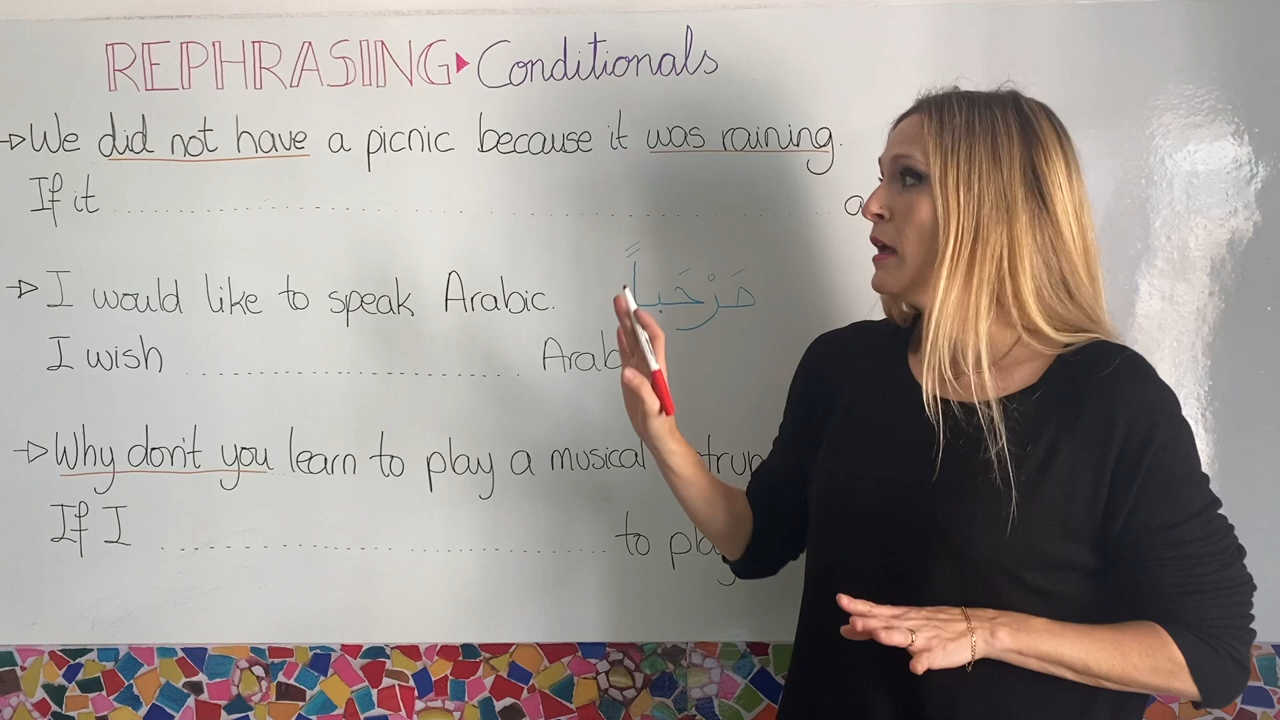 REPHRASING ▸ Conditionals
→ We did not have a picnic because it was raining.
If it ........................................ a
→ I would like to speak Arabic. مَرْحَباً
I wish ........................ Arab
→ Why don't you learn to play a musical
If I ........................ to play